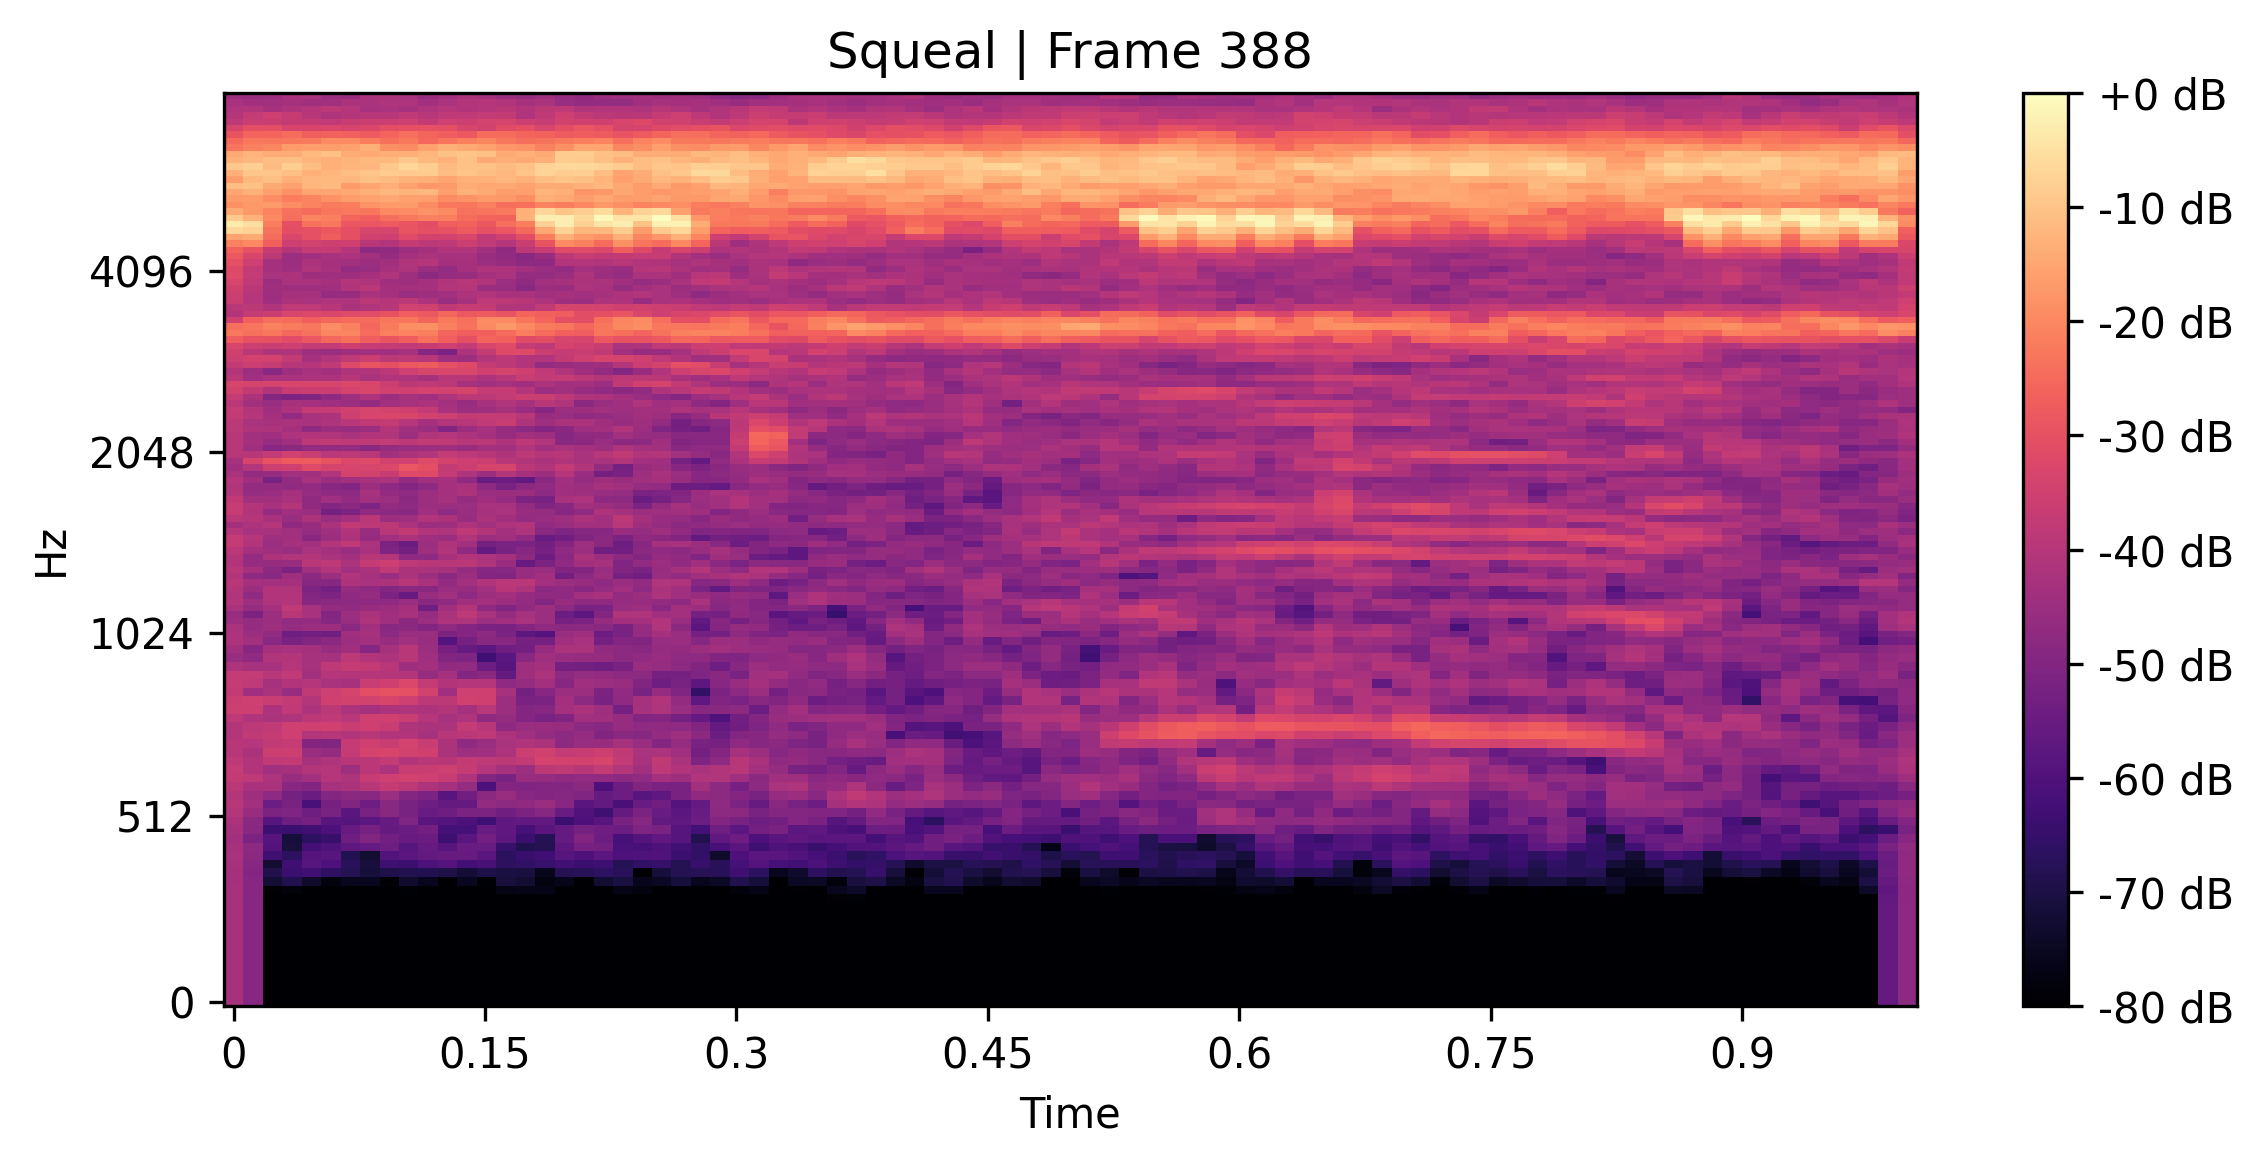 Squeal | Frame 388
+0 dB
-10 dB
-20 dB
-30 dB
-40 dB
-50 dB
-60 dB
-70 dB
-80 dB
Hz
4096
2048
1024
512
0
0 0.15 0.3 0.45 0.6 0.75 0.9
Time